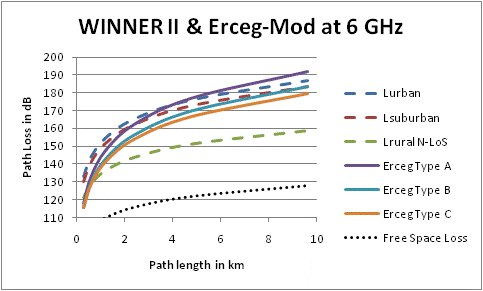 WINNER II & Erceg-Mod at 6 GHz
Path Loss in dB
200
190
180
170
160
150
140
130
120
110
0 2 4 6 8 10
Path length in km
Lurban
Lsuburban
Lrural N-LoS
Erceg Type A
Erceg Type B
Erceg Type C
Free Space Loss